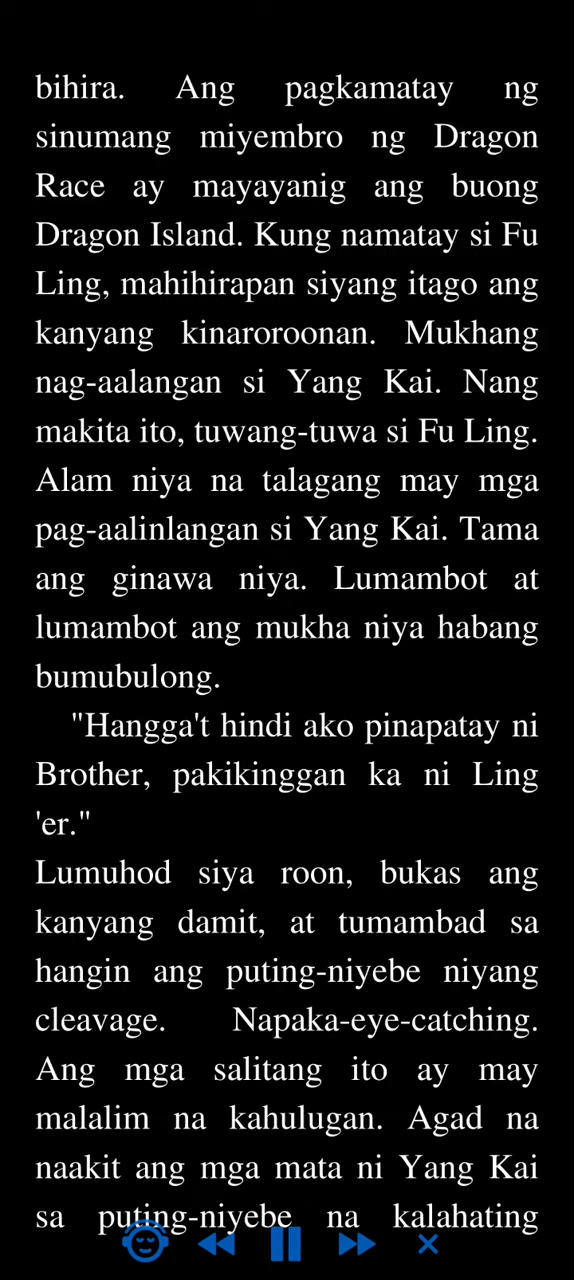 bihira. Ang pagkamatay ng
sinumang miyembro ng Dragon
Race ay mayayanig ang buong
Dragon Island. Kung namatay si Fu
Ling, mahihirapan siyang itago ang
kanyang kinaroroonan. Mukhang
nag-aalangan si Yang Kai. Nang
makita ito, tuwang-tuwa si Fu Ling.
Alam niya na talagang may mga
pag-aalinlangan si Yang Kai. Tama
ang ginawa niya. Lumambot at
lumambot ang mukha niya habang
bumubulong.
"Hangga't hindi ako pinapatay ni
Brother, pakikinggan ka ni Ling
'er."
Lumuhod siya roon, bukas ang
kanyang damit, at tumambad sa
hangin ang puting-niyebe niyang
cleavage. Napaka-eye-catching.
Ang mga salitang ito ay may
malalim na kahulugan. Agad na
naakit ang mga mata ni Yang Kai
sa puting-niyebe na kalahating